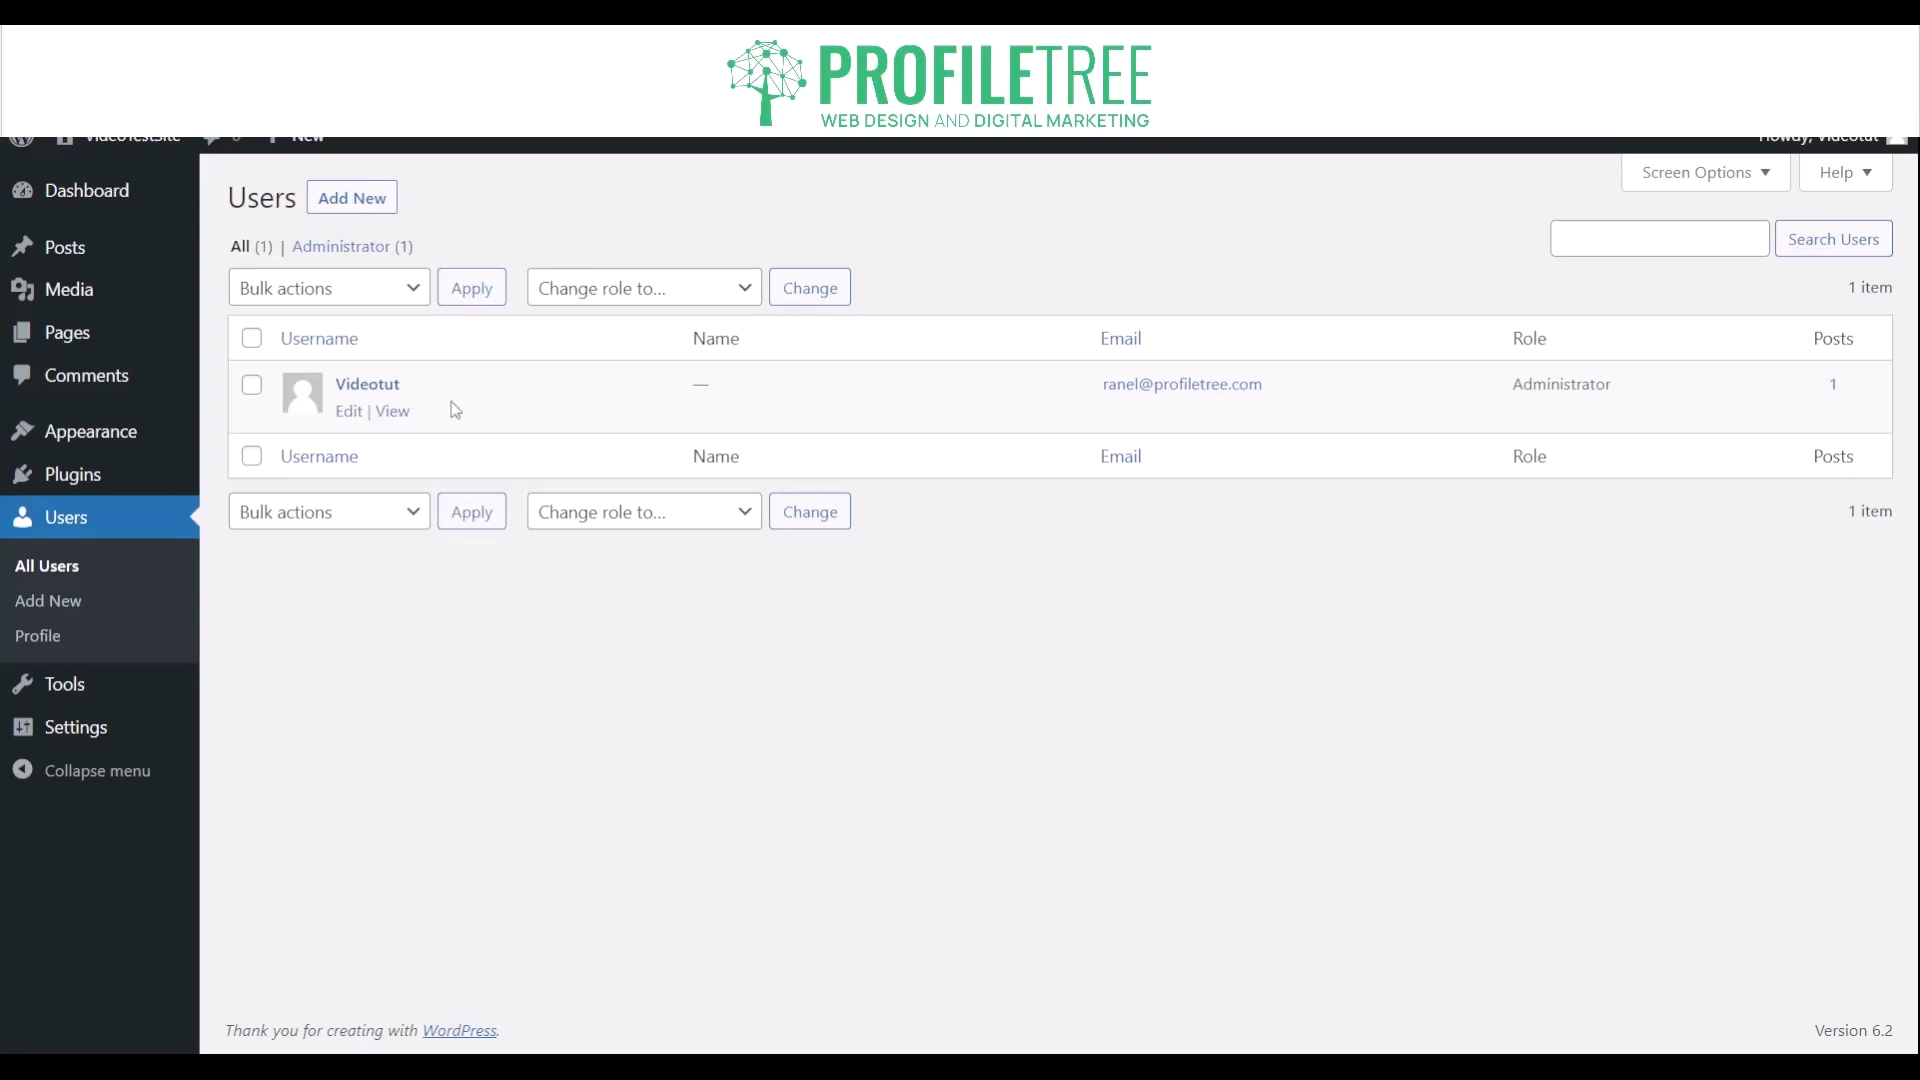 PROFILETREE
WEB DESIGN AND DIGITAL MARKETING
VideoTestSite New Howdy, Videotut
Dashboard
Posts
Media
Pages
Comments
Appearance
Plugins
Users
All Users
Add New
Profile
Tools
Settings
Collapse menu
Screen Options Help
Users Add New
All (1) | Administrator (1)
Search Users
Bulk actions Apply Change role to... Change 1 item
Username Name Email Role Posts
Videotut — ranel@profiletree.com Administrator 1
Edit | View
Username Name Email Role Posts
Bulk actions Apply Change role to... Change 1 item
Thank you for creating with WordPress. Version 6.2